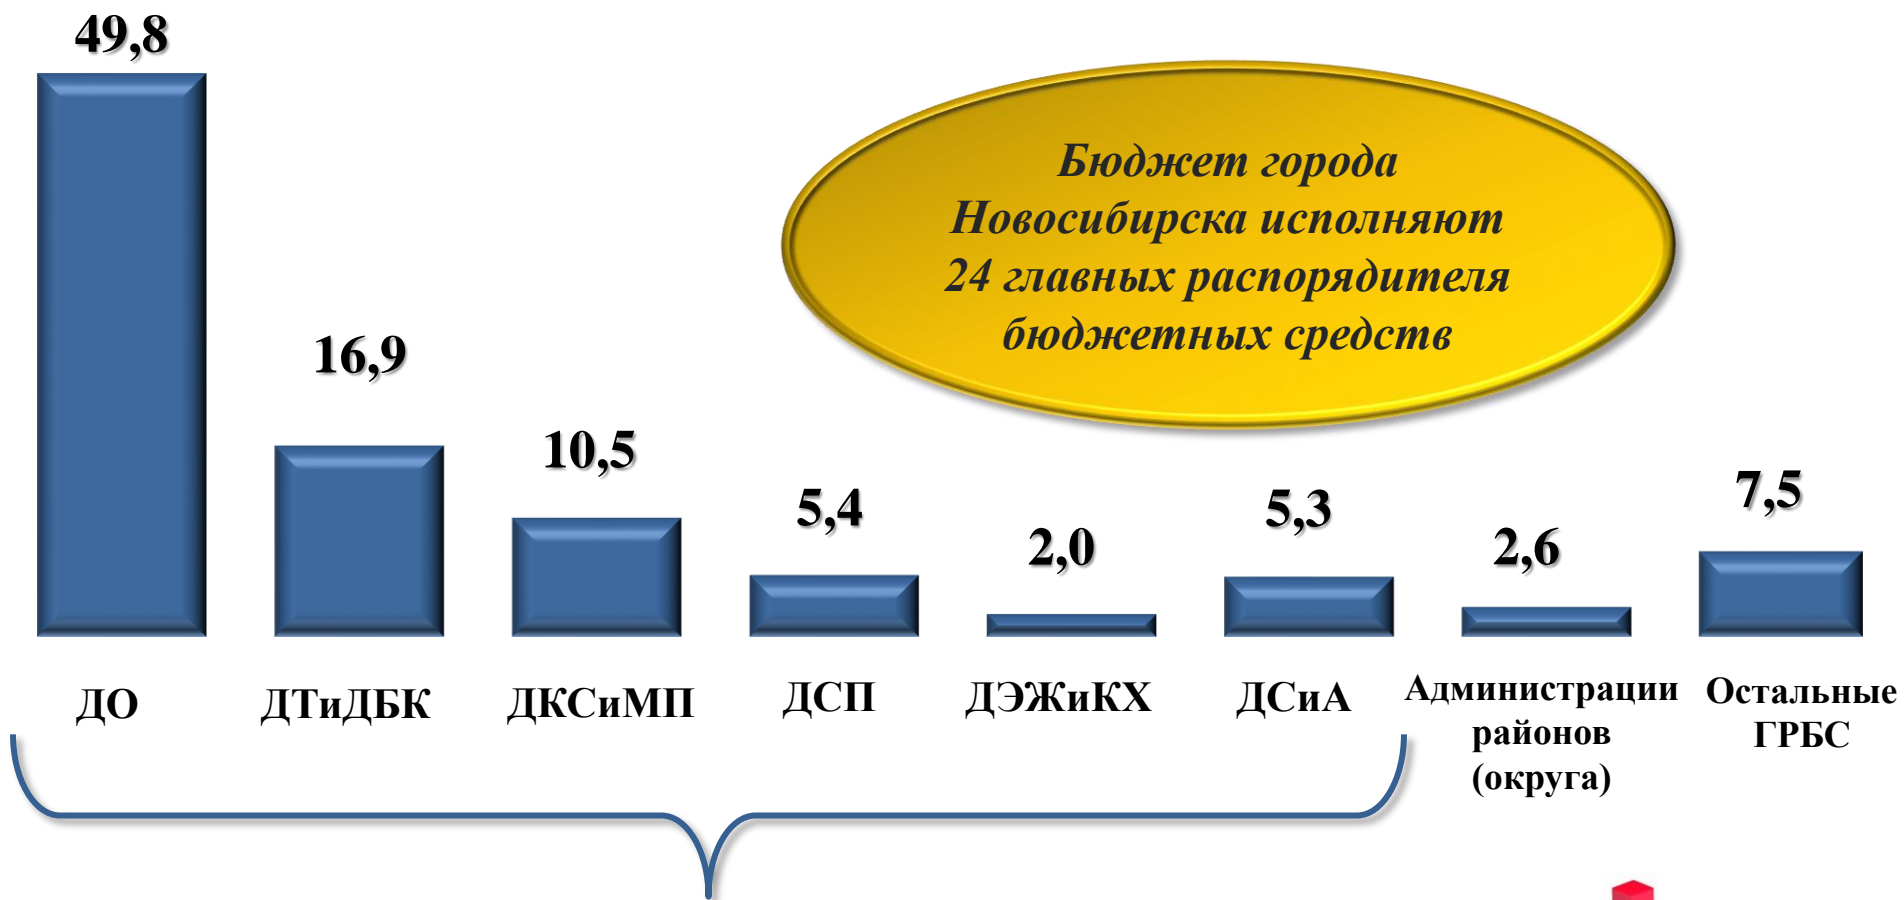 49,8
Бюджет города
Новосибирска исполняют
24 главных распорядителя
бюджетных средств
16,9
10,5
5,4
2,0
5,3
2,6
7,5
ДО
ДТиДБК
ДКСиМП
ДСП
ДЭЖиКХ
ДСиА
Администрации
районов
(округа)
Остальные
ГРБС